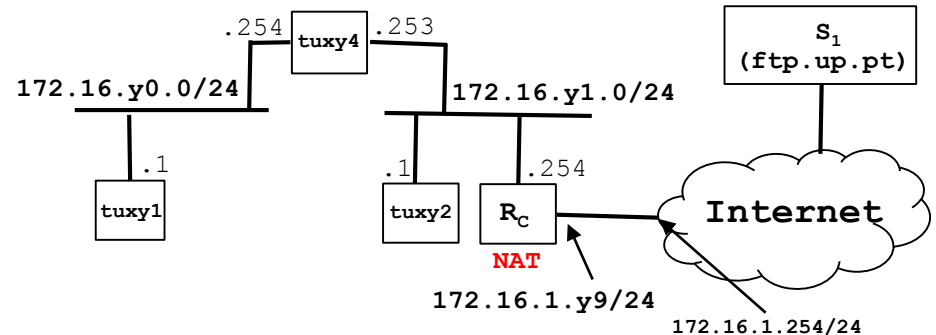 .254
tuxy4
.253
S₁
(ftp.up.pt)
172.16.y0.0/24
172.16.y1.0/24
.1
tuxy1
.1
tuxy2
.254
R_C
NAT
Internet
172.16.1.y9/24
172.16.1.254/24